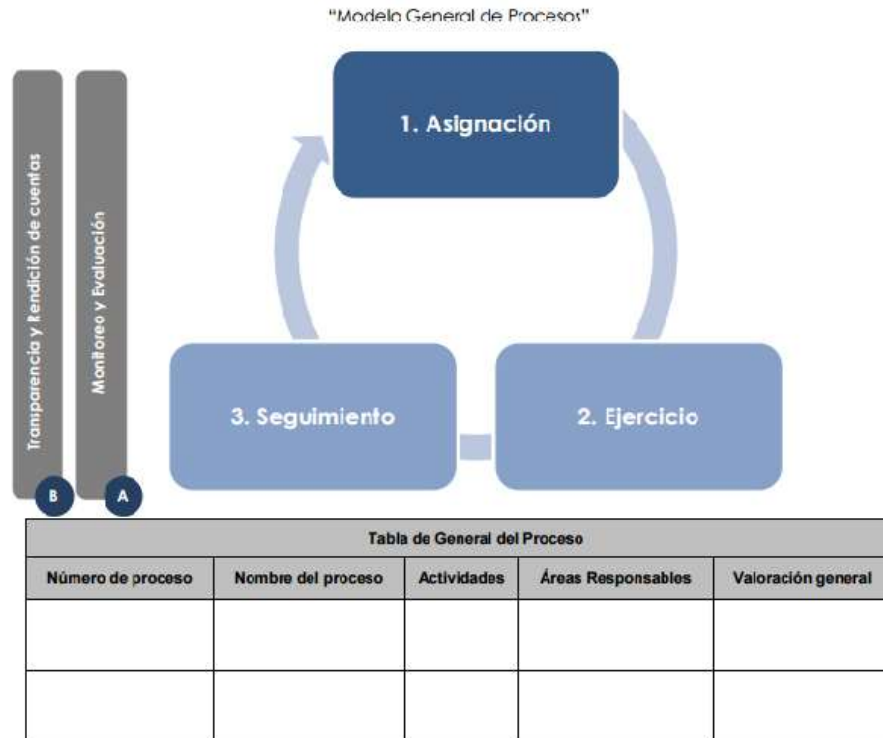 “Modelo General de Procesos”
1. Asignación
Transparencia y Rendición de cuentas
Monitoreo y Evaluación
3. Seguimiento
2. Ejercicio
B
A
Tabla de General del Proceso
Número de proceso
Nombre del proceso
Actividades
Áreas Responsables
Valoración general